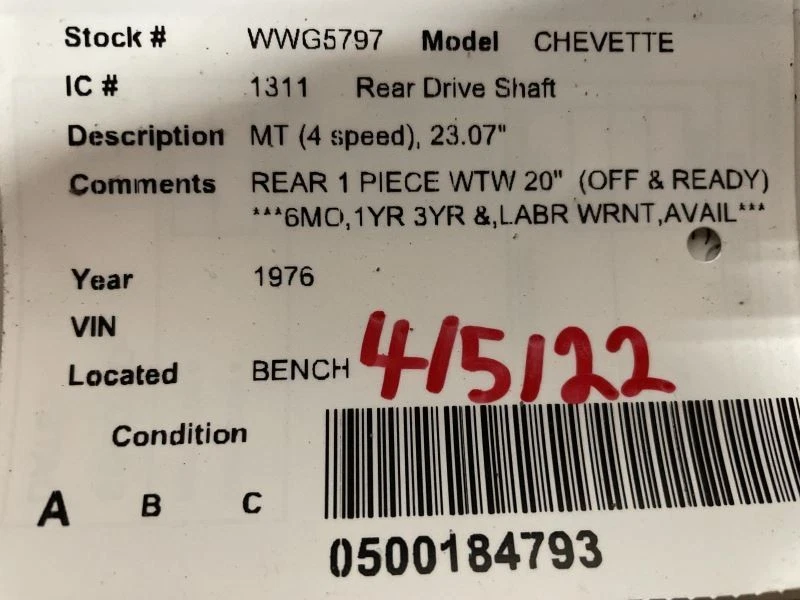 Stock # WWG5797 Model CHEVETTE
IC # 1311 Rear Drive Shaft
Description MT (4 speed), 23.07"
Comments REAR 1 PIECE WTW 20" (OFF & READY)
***6MO,1YR 3YR &,LABR WRNT,AVAIL***
Year 1976
VIN
Located BENCH 4/5/22
Condition
A B C
0500184793